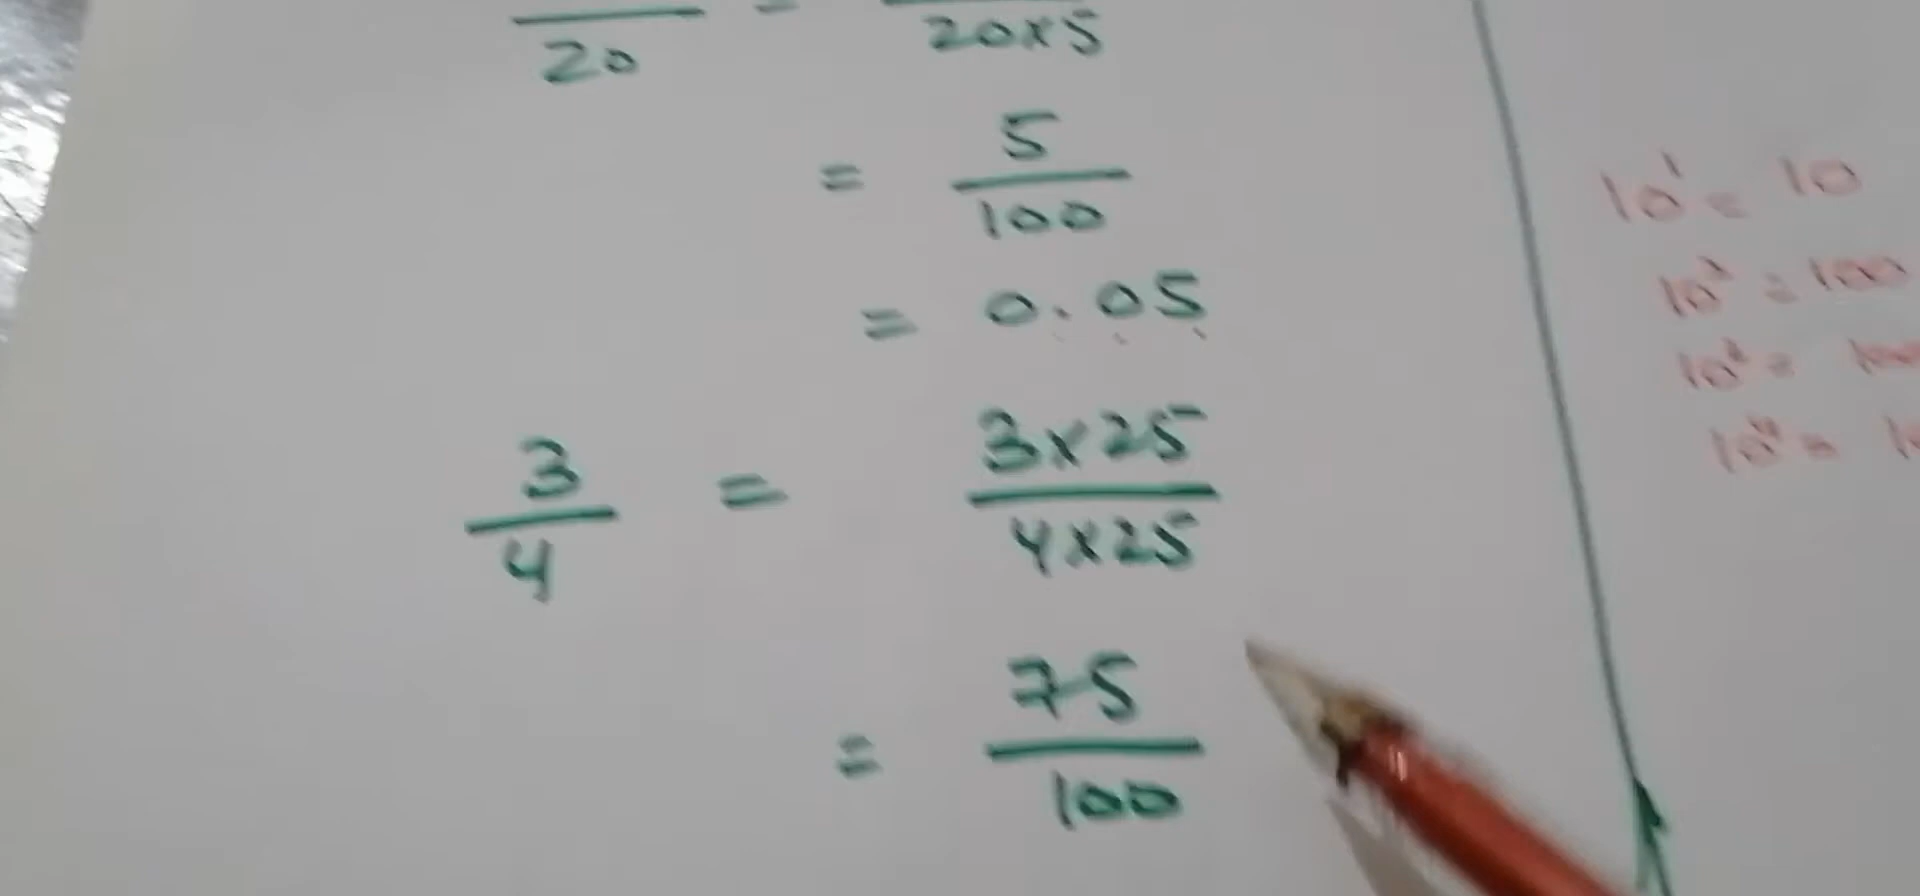 20 = 20x5
= 5/100
= 0.05
3/4 = 3x25/4x25
= 75/100
10¹ = 10
10² = 100